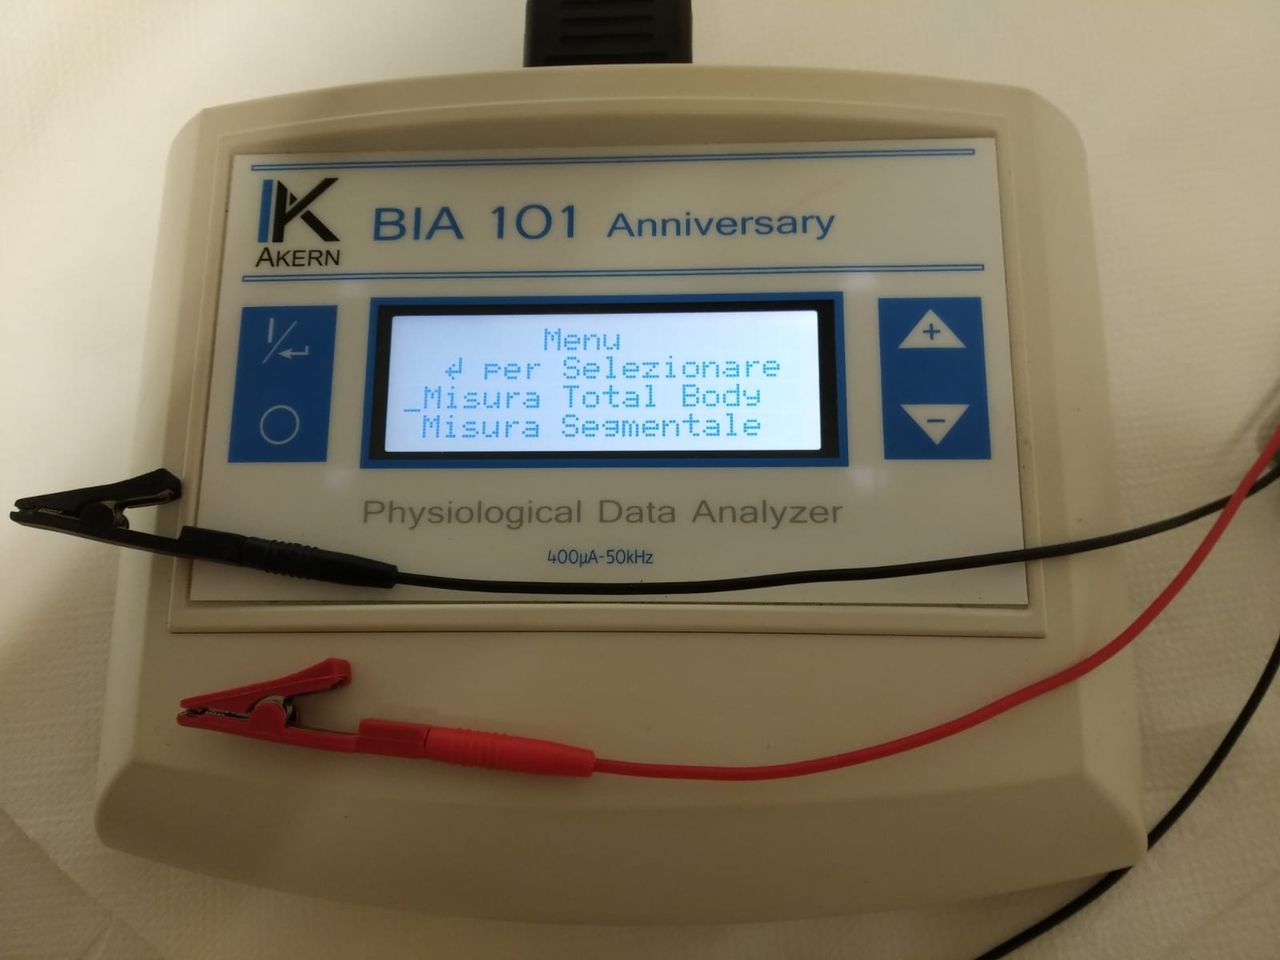 AKERN
BIA 101 Anniversary
Menu
↲ per Selezionare
_Misura Total Body
Misura Segmentale
Physiological Data Analyzer
400µA-50kHz